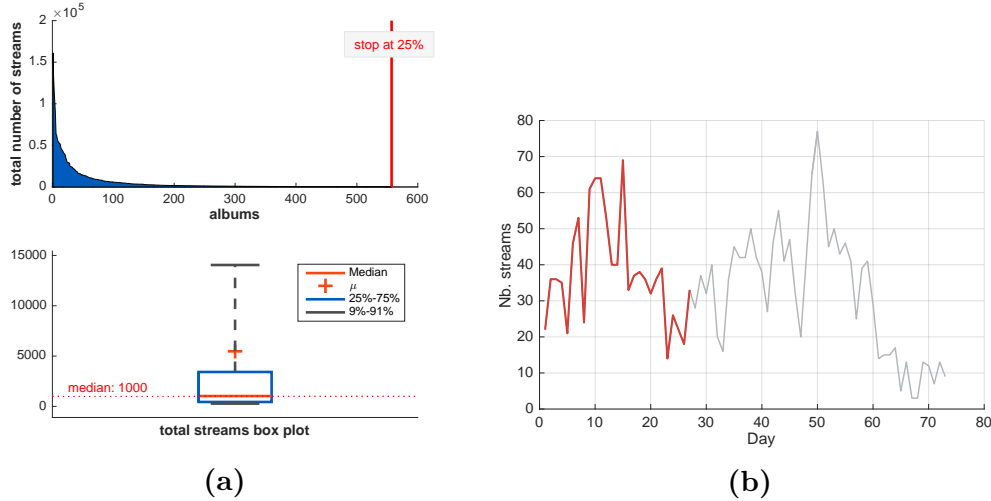 2
×10⁵
1.5
1
0.5
0
total number of streams
stop at 25%
0 100 200 300 400 500 600
albums
15000
10000
5000
0
Median
μ
25%-75%
9%-91%
median: 1000
total streams box plot
(a)
80
70
60
50
40
30
20
10
0
Nb. streams
0 10 20 30 40 50 60 70 80
Day
(b)